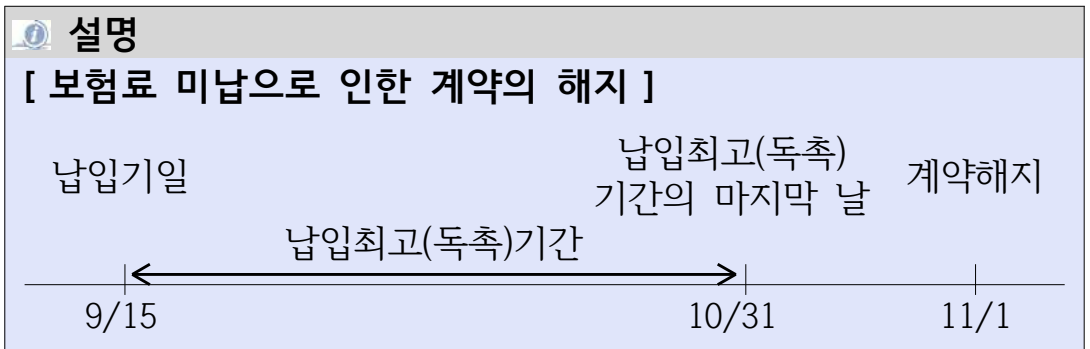 설명
[ 보험료 미납으로 인한 계약의 해지 ]
납입기일
납입최고(독촉)
기간의 마지막 날
계약해지
납입최고(독촉)기간
9/15
10/31
11/1